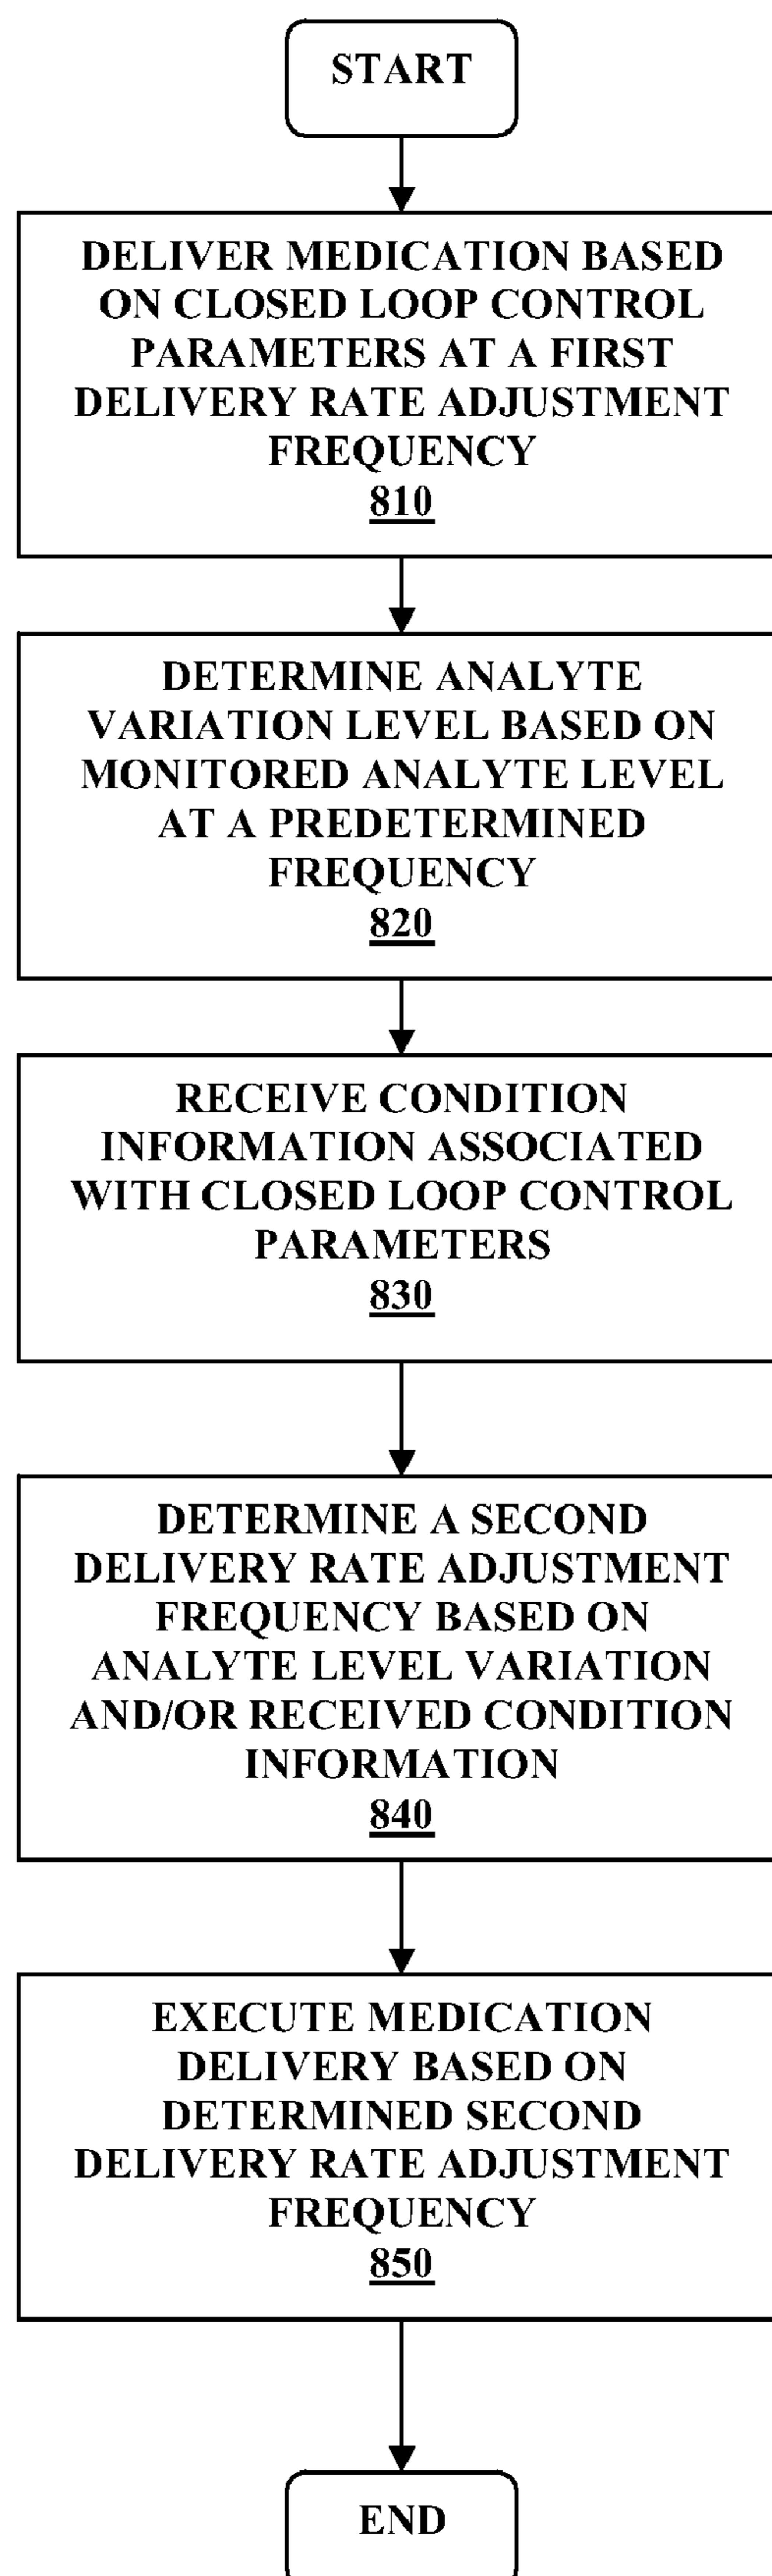 START
DELIVER MEDICATION BASED
ON CLOSED LOOP CONTROL
PARAMETERS AT A FIRST
DELIVERY RATE ADJUSTMENT
FREQUENCY
810
DETERMINE ANALYTE
VARIATION LEVEL BASED ON
MONITORED ANALYTE LEVEL
AT A PREDETERMINED
FREQUENCY
820
RECEIVE CONDITION
INFORMATION ASSOCIATED
WITH CLOSED LOOP CONTROL
PARAMETERS
830
DETERMINE A SECOND
DELIVERY RATE ADJUSTMENT
FREQUENCY BASED ON
ANALYTE LEVEL VARIATION
AND/OR RECEIVED CONDITION
INFORMATION
840
EXECUTE MEDICATION
DELIVERY BASED ON
DETERMINED SECOND
DELIVERY RATE ADJUSTMENT
FREQUENCY
850
END